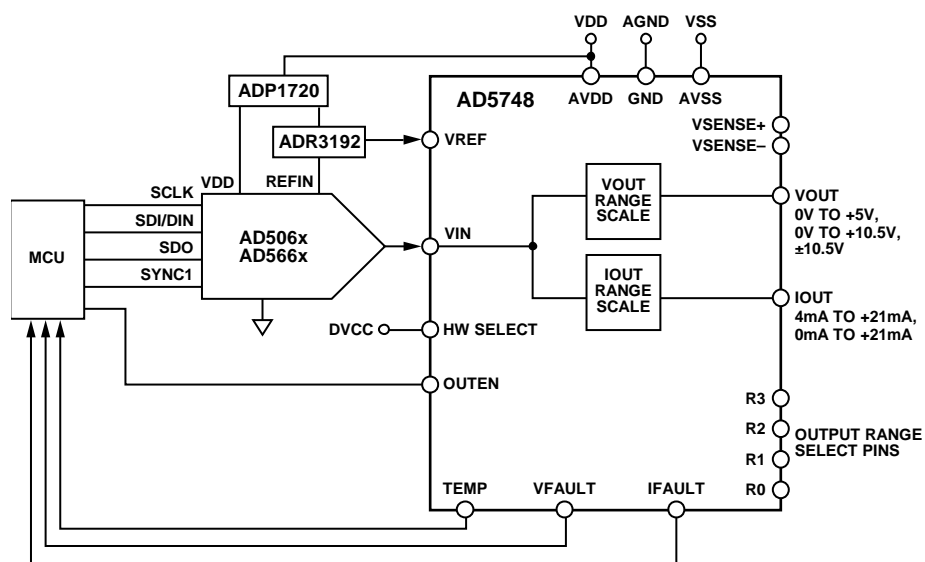 VDD
AGND
VSS
ADP1720
AD5748
AVDD
GND
AVSS
VSENSE+
VSENSE–
ADR3192
VREF
SCLK
VDD
REFIN
SDI/DIN
SDO
SYNC1
MCU
AD506x
AD566x
VIN
VOUT
RANGE
SCALE
VOUT
0V TO +5V,
0V TO +10.5V,
±10.5V
IOUT
RANGE
SCALE
IOUT
4mA TO +21mA,
0mA TO +21mA
DVCC
HW SELECT
OUTEN
R3
R2
R1
R0
OUTPUT RANGE
SELECT PINS
TEMP
VFAULT
IFAULT